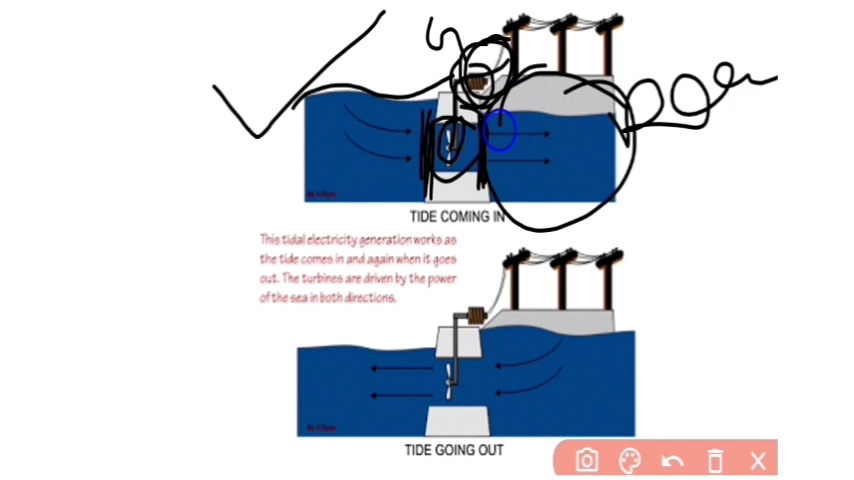 TIDE COMING IN
This tidal electricity generation works as
the tide comes in and again when it goes
out. The turbines are driven by the power
of the sea in both directions.
TIDE GOING OUT